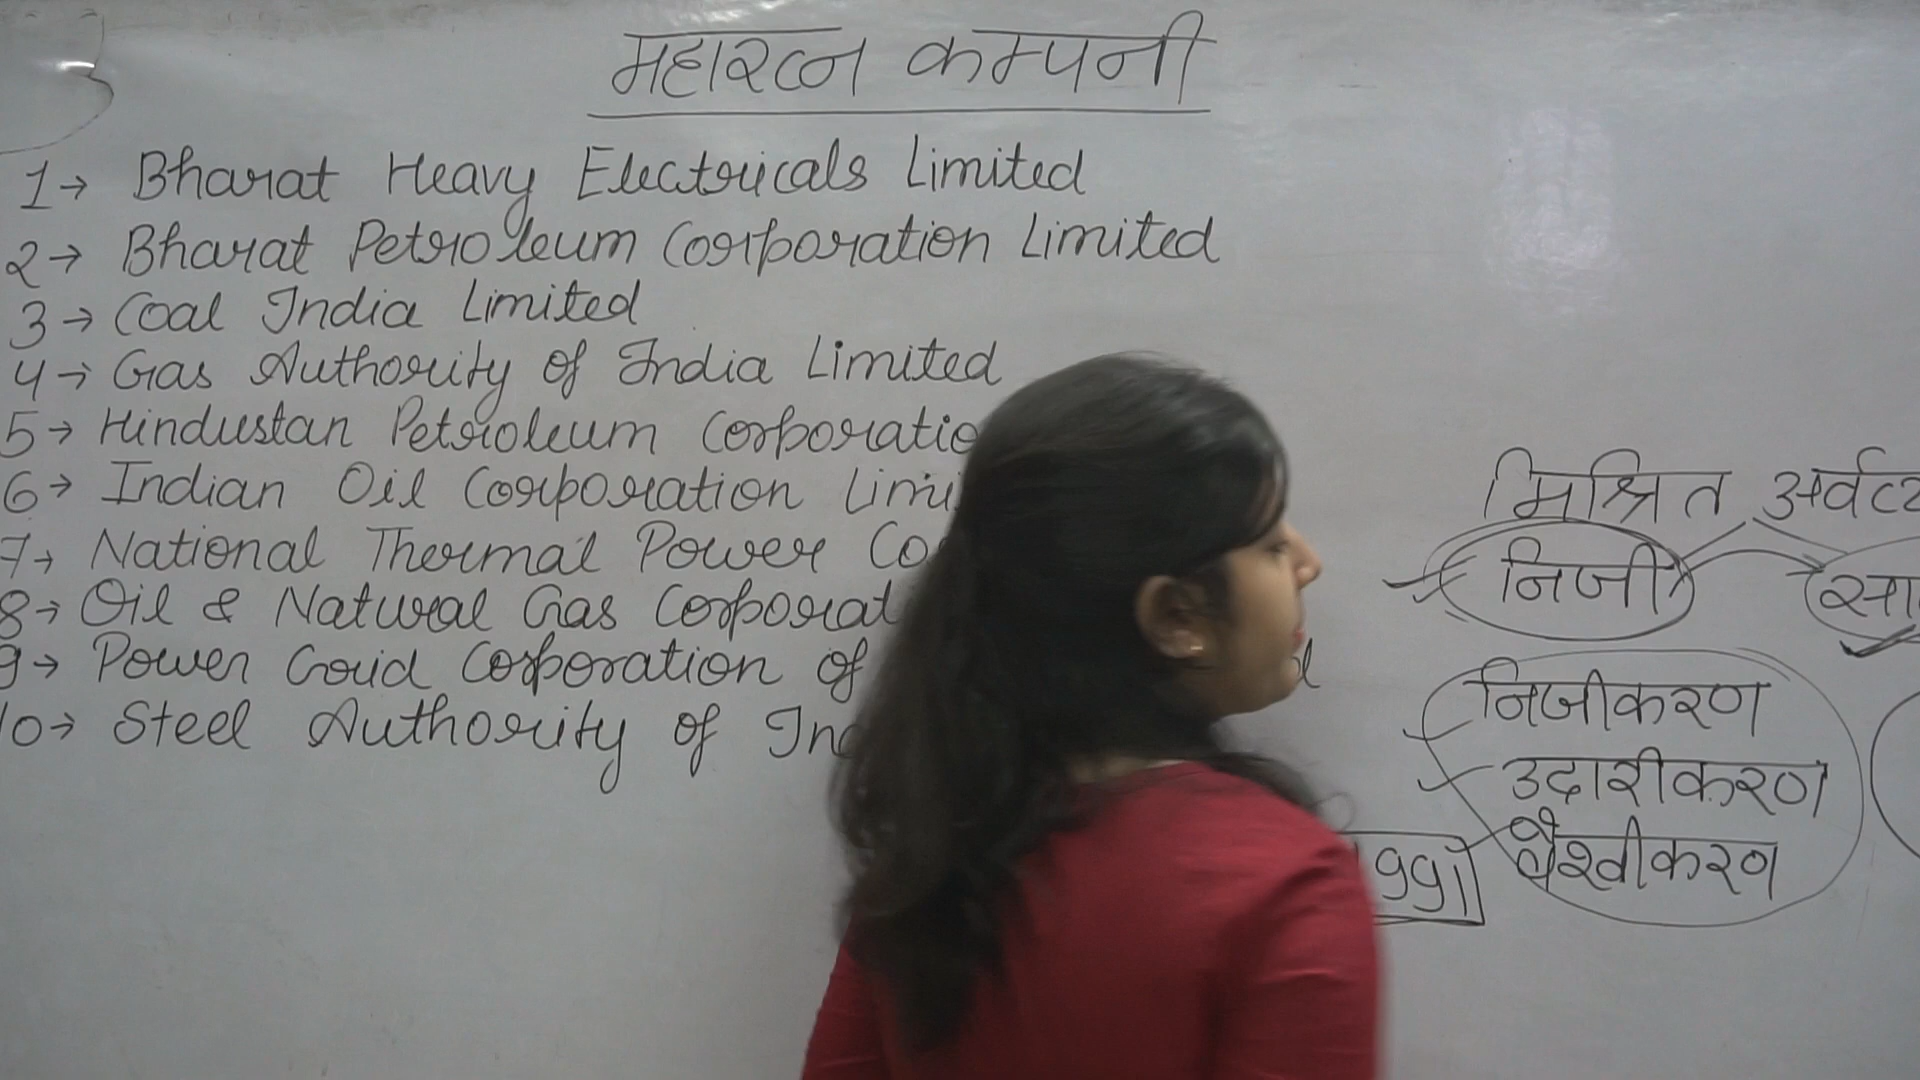 महारत्न कम्पनी
1→ Bharat Heavy Electricals Limited
2→ Bharat Petroleum Corporation Limited
3→ Coal India Limited
4→ Gas Authority of India Limited
5→ Hindustan Petroleum
6→ Indian Oil Corporation
7→ National Thermal Power
8→ Oil & Natural Gas
9→ Power Grid Corporation of
10→ Steel Authority of
मिश्रित
निजी
निजीकरण
उदारीकरण
वैश्वीकरण